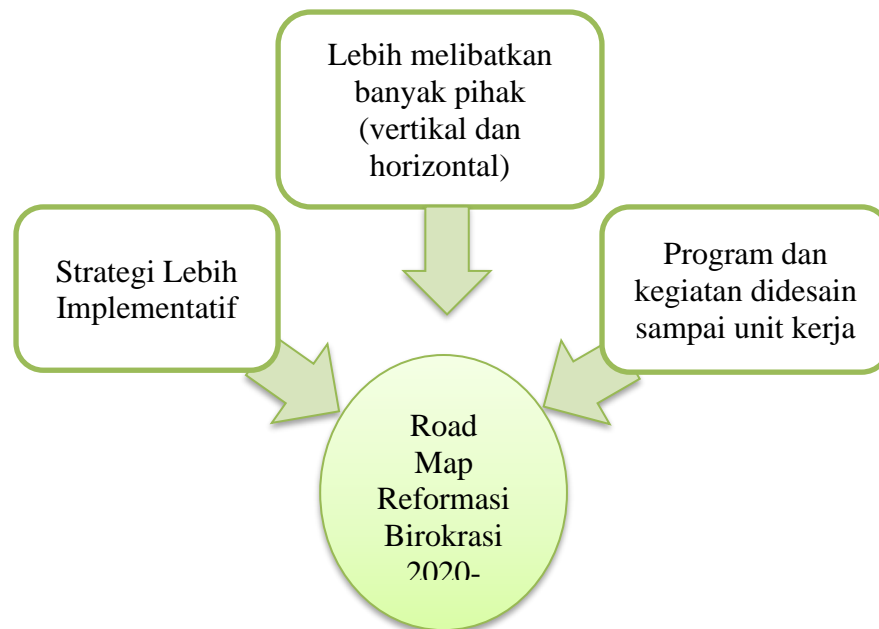 Lebih melibatkan
banyak pihak
(vertikal dan
horizontal)
Strategi Lebih
Implementatif
Program dan
kegiatan didesain
sampai unit kerja
Road
Map
Reformasi
Birokrasi
2020-